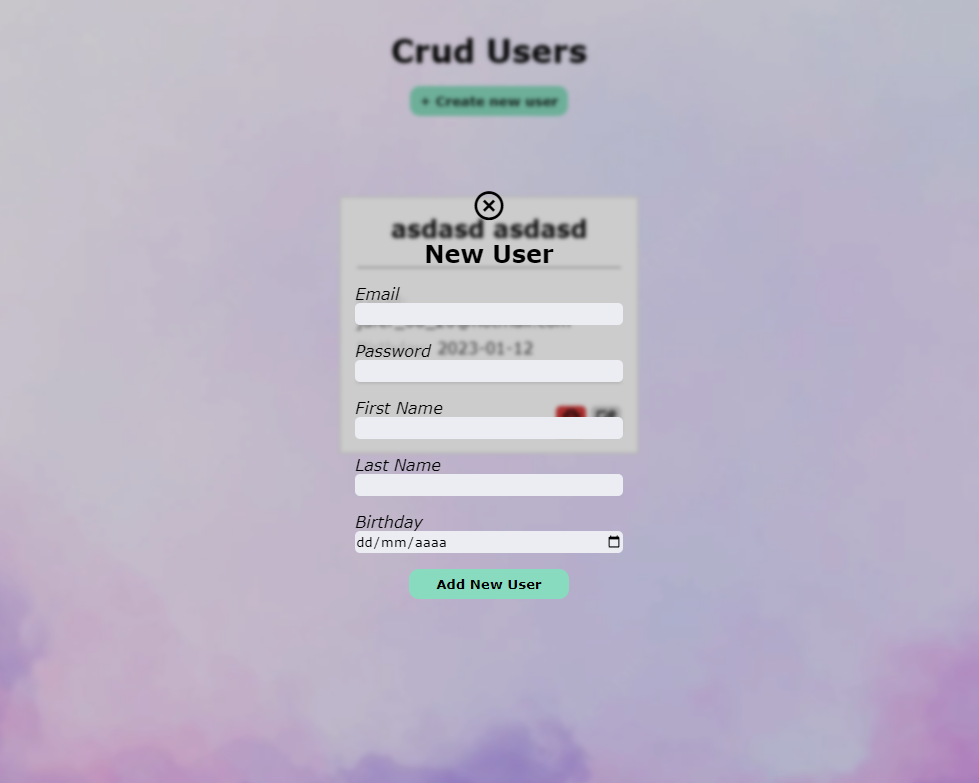 Crud Users
+ Create new user
asdasd asdasd
New User
Email
Password
2023-01-12
First Name
Last Name
Birthday
dd/mm/aaaa
Add New User